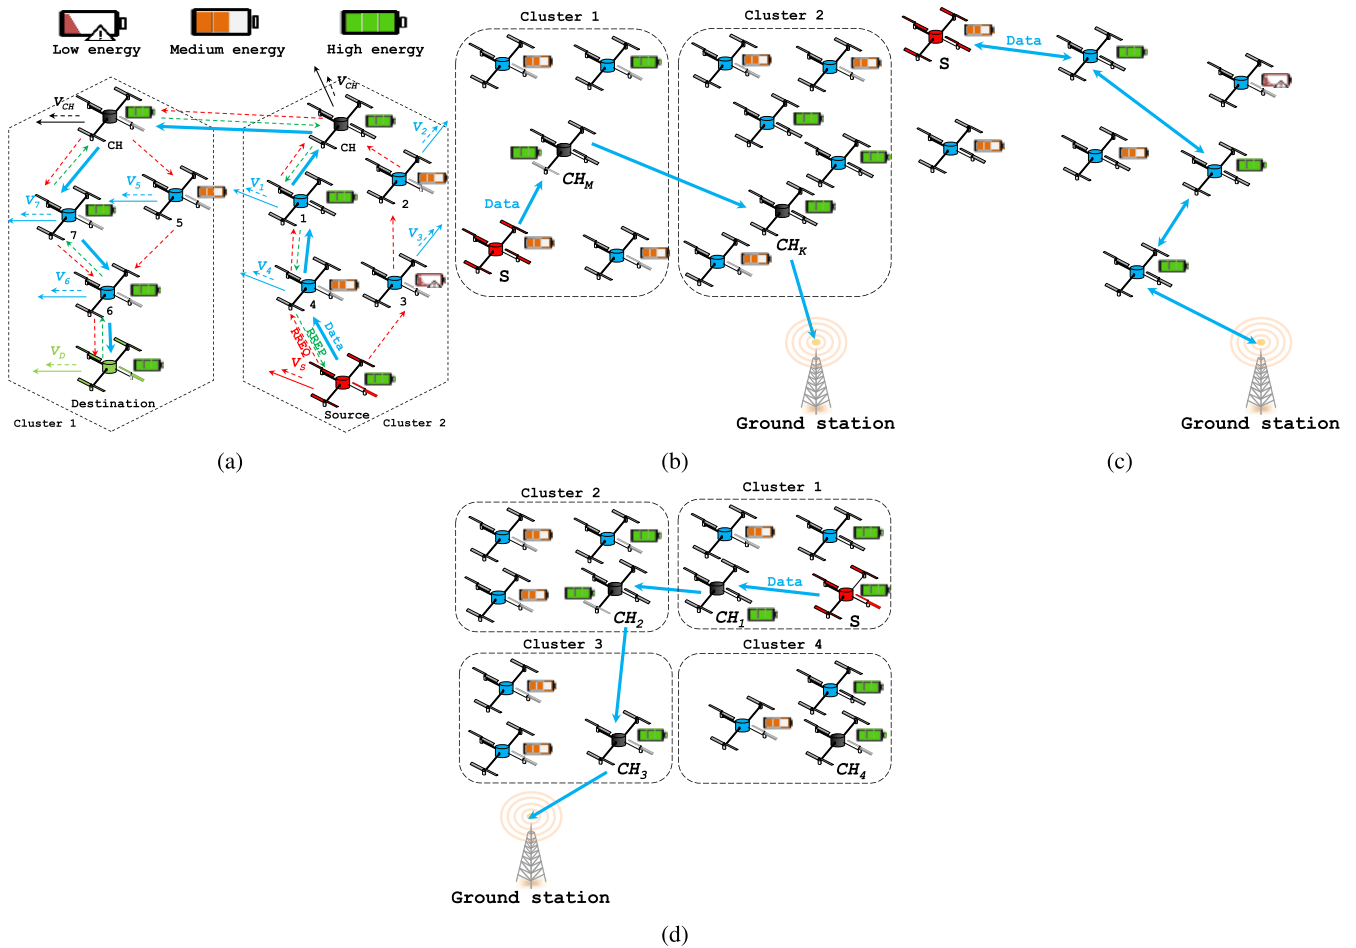 Low energy
Medium energy
High energy
V_CH
CH
V_7
7
V_5
5
V_6
6
V_D
Destination
Cluster 1
V_CH
CH
V_2
2
V_1
1
V_3
3
V_4
4
Data
RREP
RREQ
V_S
Source
Cluster 2
(a)
Cluster 1
Cluster 2
CH_M
Data
S
CH_K
Ground station
(b)
S
Data
Ground station
(c)
Cluster 2
Cluster 1
Data
CH_2
CH_1
S
Cluster 3
Cluster 4
CH_3
CH_4
Ground station
(d)